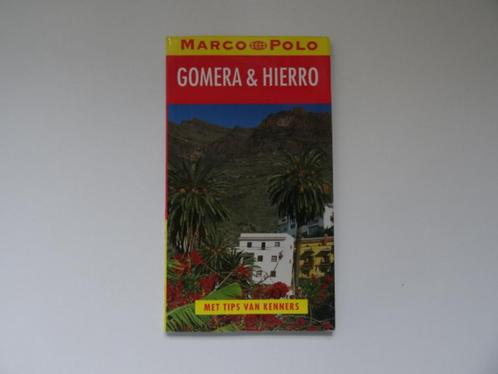 MARCO POLO
GOMERA & HIERRO
MET TIPS VAN KENNERS